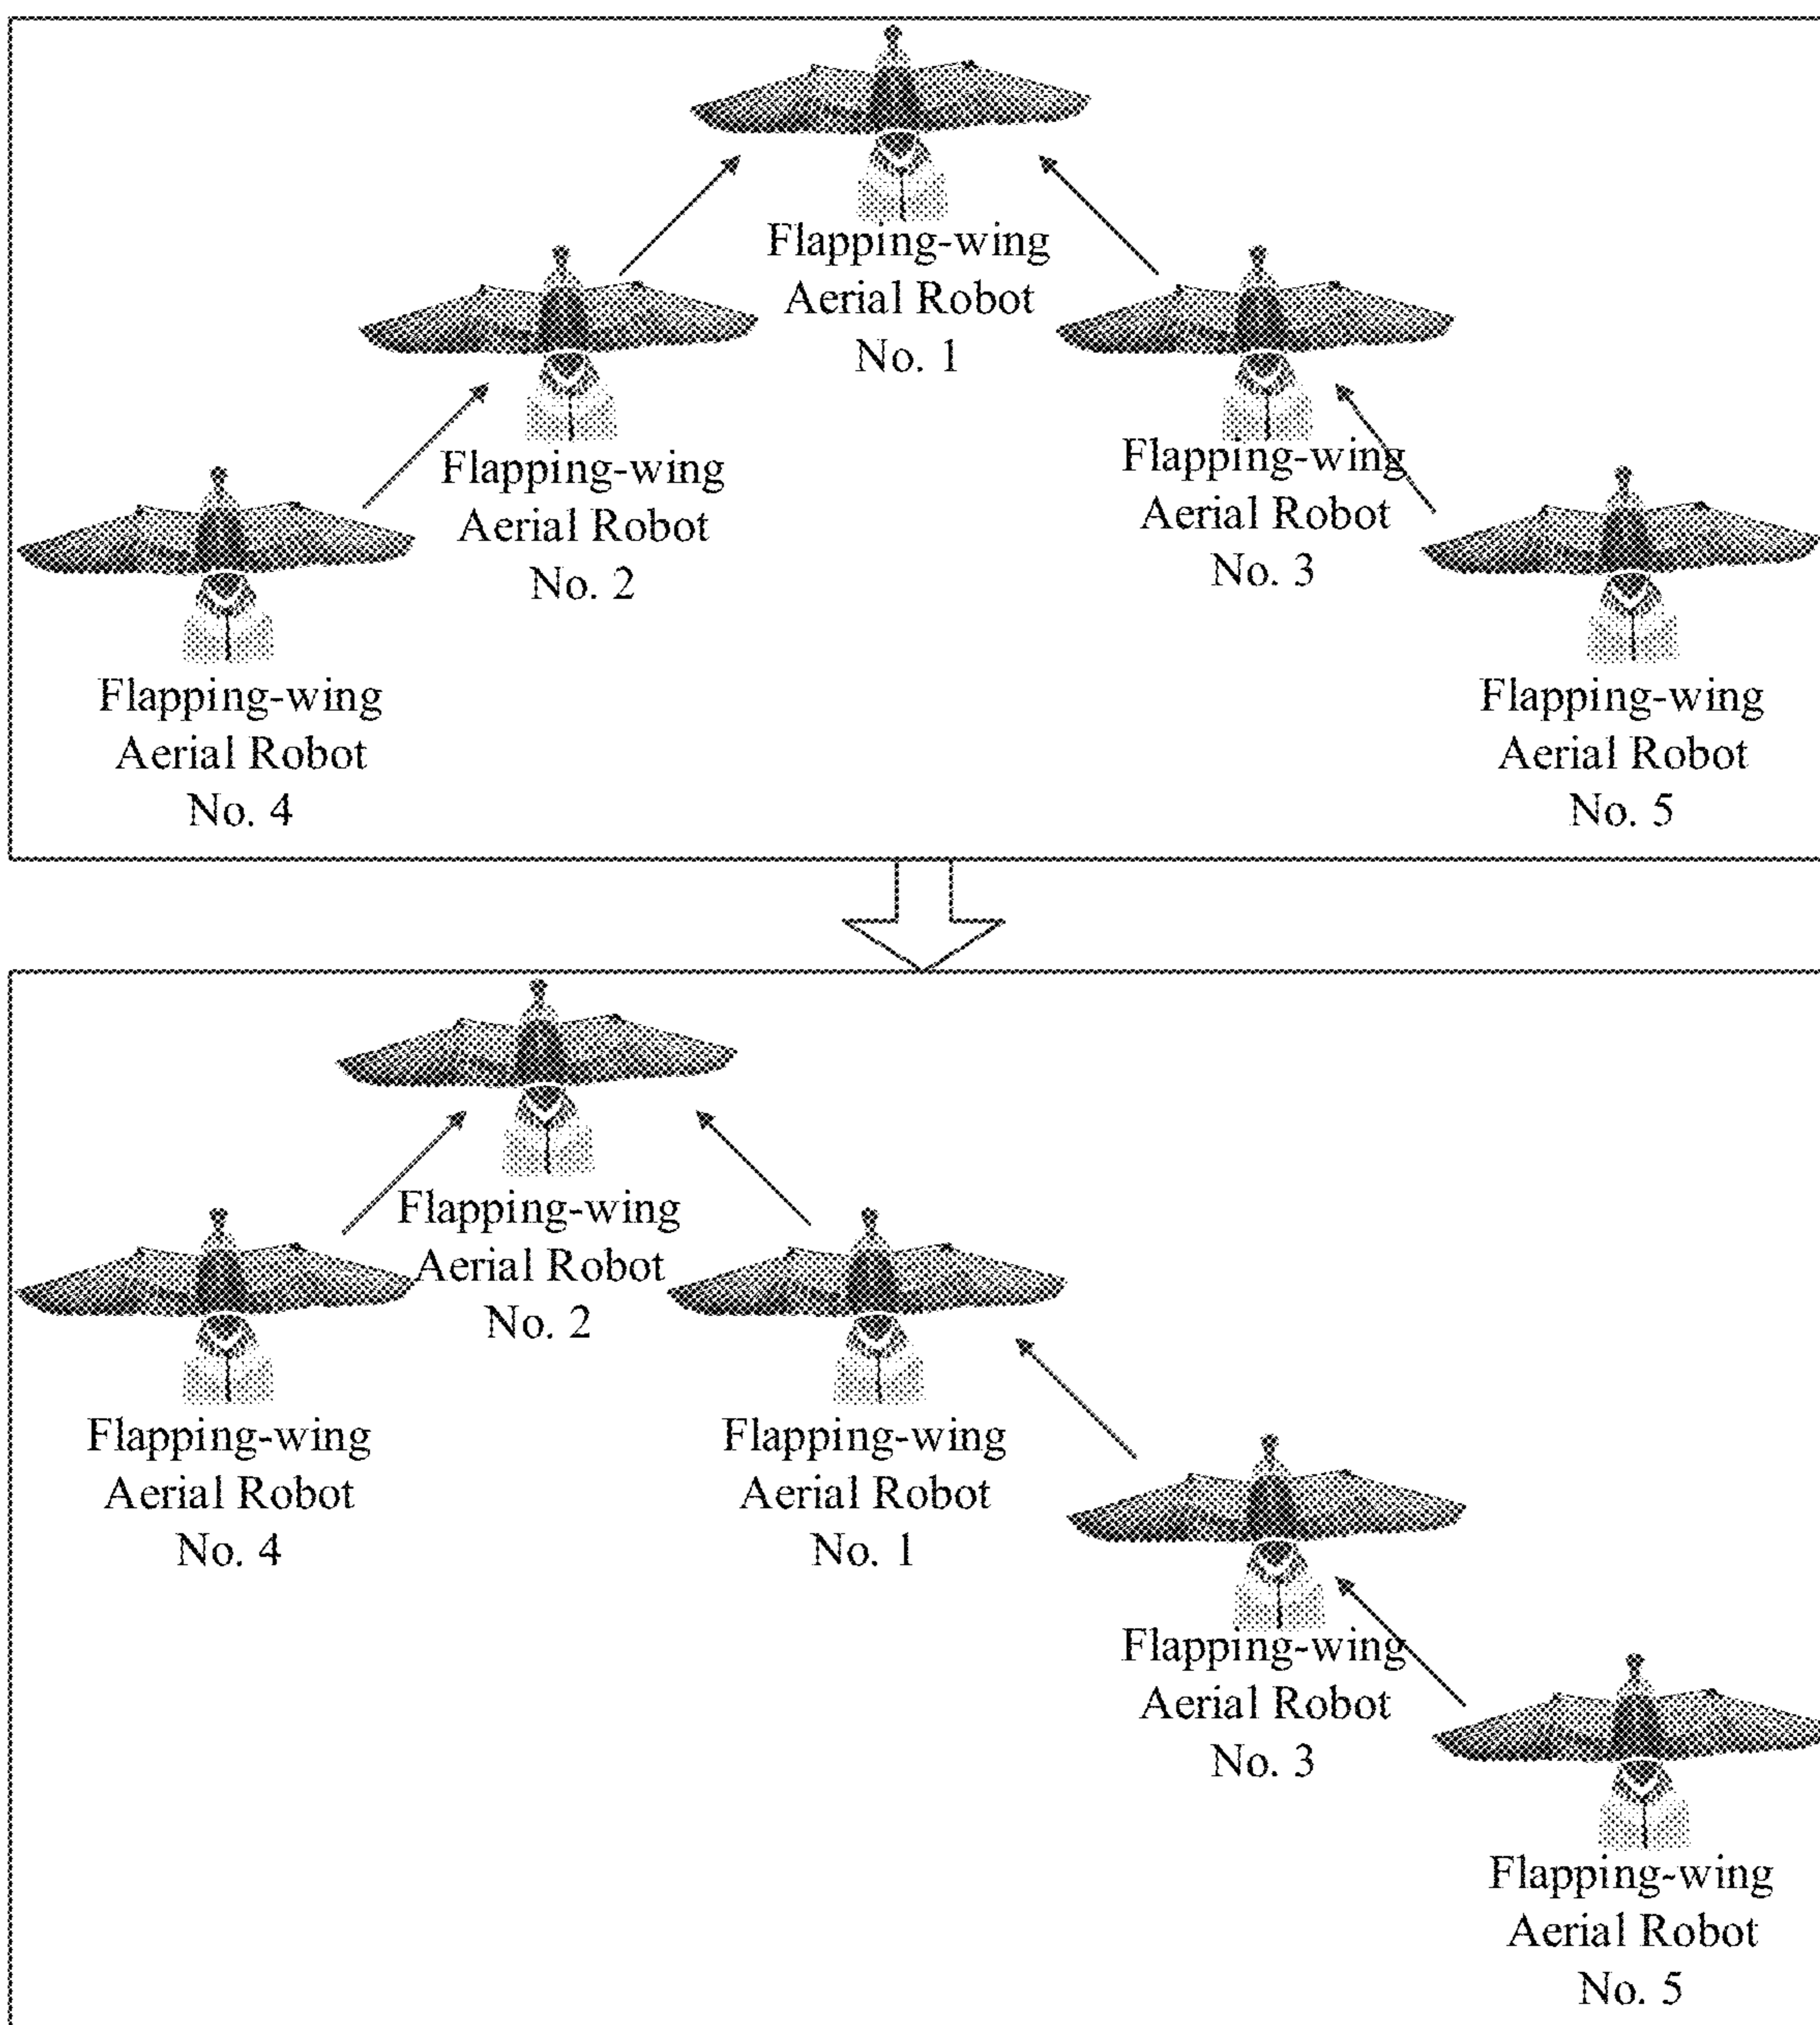 Flapping-wing
Aerial Robot
No. 1
Flapping-wing
Aerial Robot
No. 2
Flapping-wing
Aerial Robot
No. 3
Flapping-wing
Aerial Robot
No. 4
Flapping-wing
Aerial Robot
No. 5
Flapping-wing
Aerial Robot
No. 2
Flapping-wing
Aerial Robot
No. 4
Flapping-wing
Aerial Robot
No. 1
Flapping-wing
Aerial Robot
No. 3
Flapping-wing
Aerial Robot
No. 5